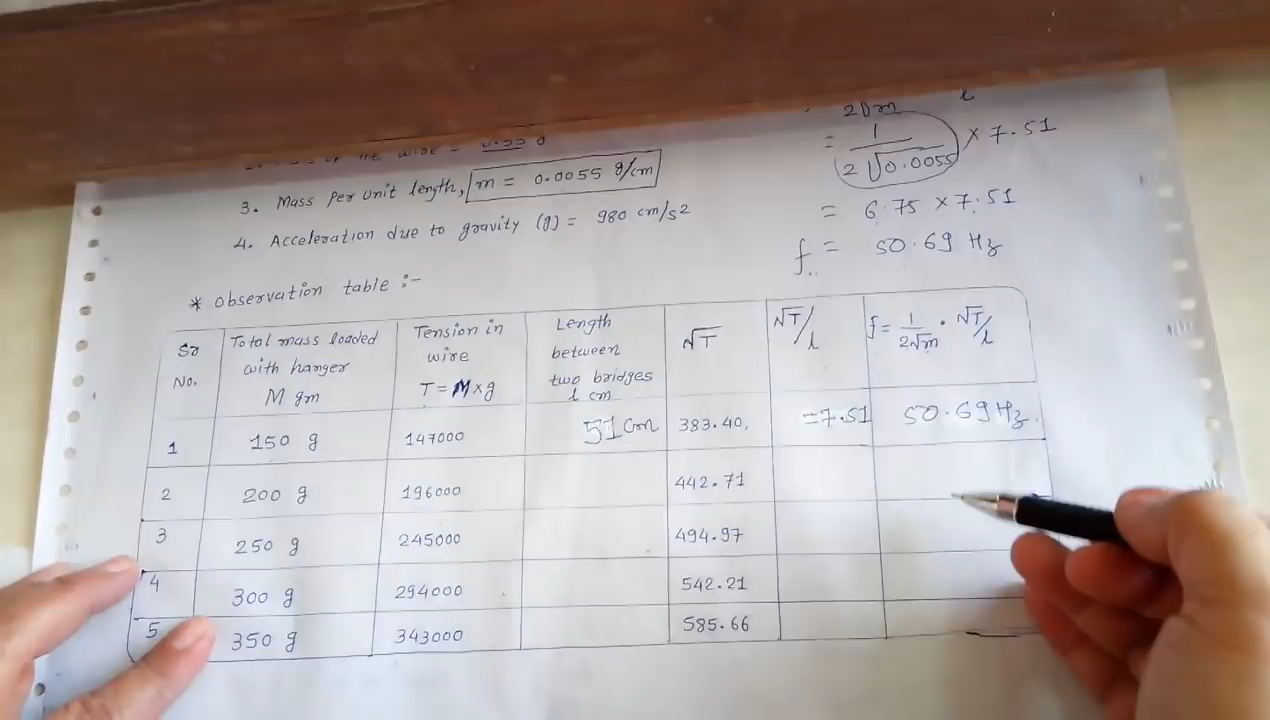 3. Mass Per unit length, m = 0.0055 g/cm
4. Acceleration due to gravity (g) = 980 cm/s2
2√m l
= 1 / 2√0.0055 × 7.51
= 6.75 × 7.51
f = 50.69 Hz
* Observation table :-
Sr No. | Total mass loaded with hanger M gm | Tension in wire T = M×g | Length between two bridges l cm | √T | √T/l | f = 1/2√m · √T/l
1 | 150 g | 147000 | 51 cm | 383.40, | =7.51 | 50.69 Hz.
2 | 200 g | 196000 | 442.71
3 | 250 g | 245000 | 494.97
4 | 300 g | 294000 | 542.21
5 | 350 g | 343000 | 585.66